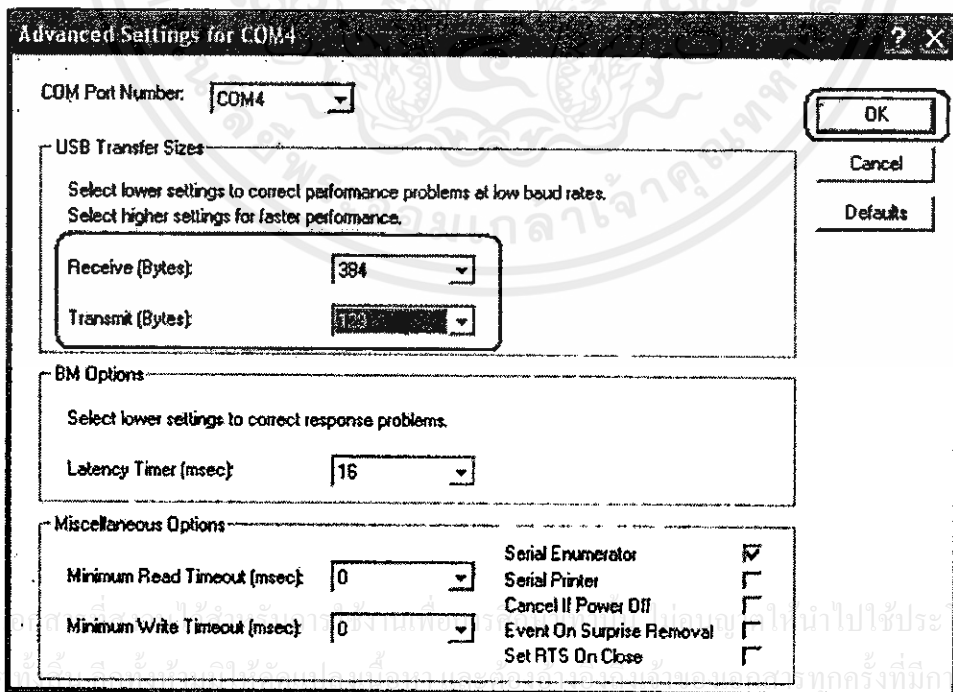 Advanced Settings for COM4
COM Port Number: COM4
OK
Cancel
Defaults
USB Transfer Sizes
Select lower settings to correct performance problems at low baud rates.
Select higher settings for faster performance.
Receive (Bytes): 384
Transmit (Bytes):
BM Options
Select lower settings to correct response problems.
Latency Timer (msec): 16
Miscellaneous Options
Minimum Read Timeout (msec): 0
Minimum Write Timeout (msec): 0
Serial Enumerator
Serial Printer
Cancel If Power Off
Event On Surprise Removal
Set RTS On Close